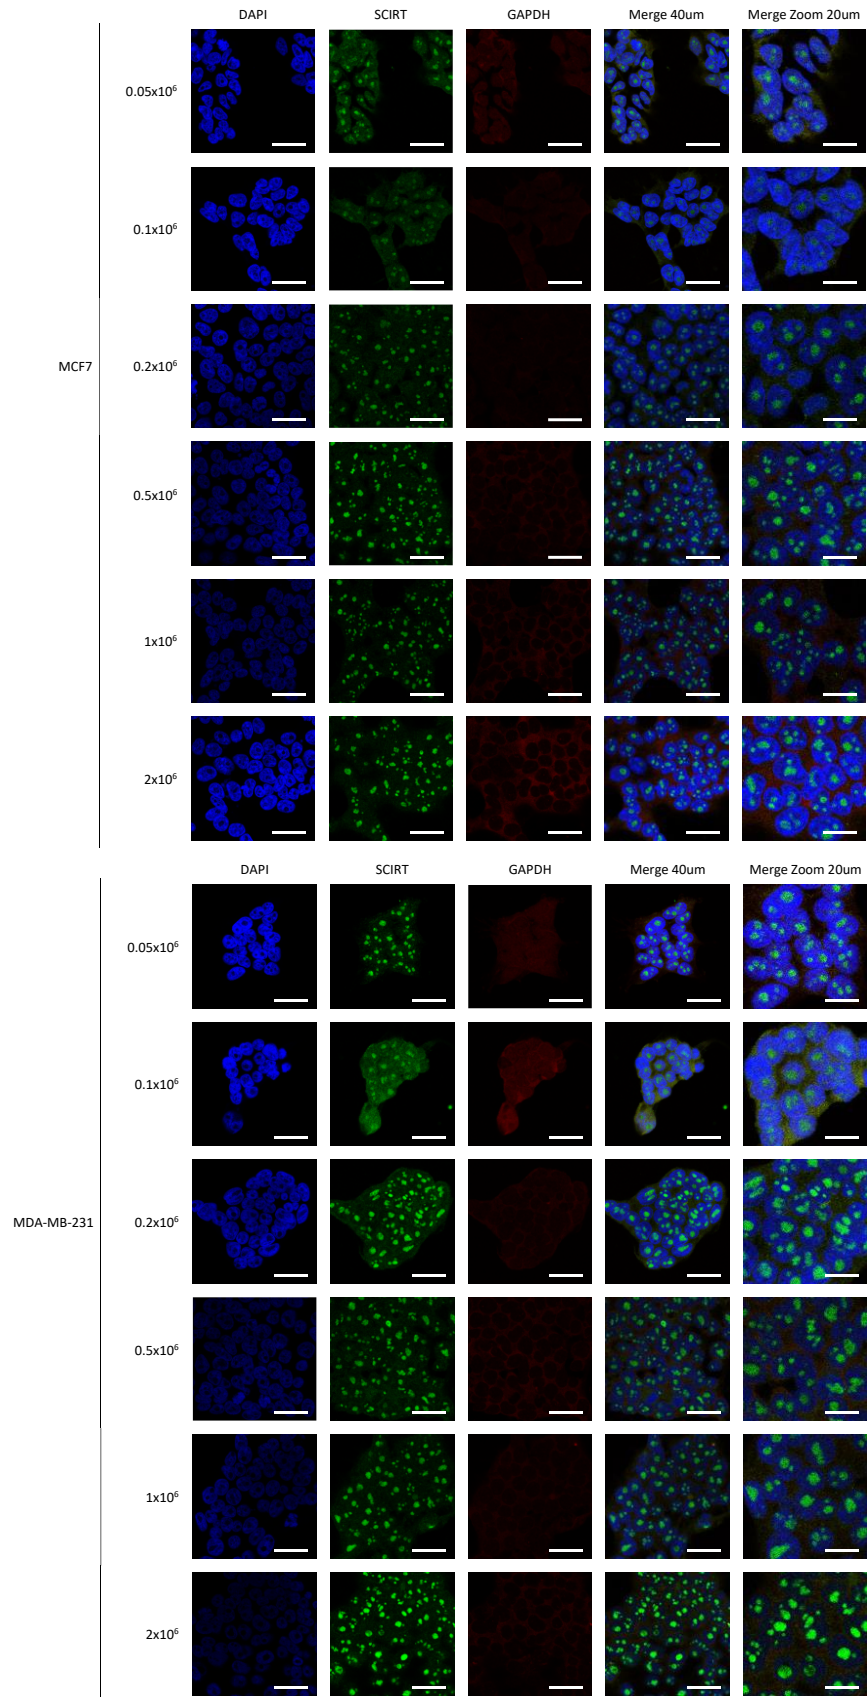 DAPI SCIRT GAPDH Merge 40um Merge Zoom 20um
0.05x10⁶
0.1x10⁶
MCF7 0.2x10⁶
0.5x10⁶
1x10⁶
2x10⁶
DAPI SCIRT GAPDH Merge 40um Merge Zoom 20um
0.05x10⁶
0.1x10⁶
MDA-MB-231 0.2x10⁶
0.5x10⁶
1x10⁶
2x10⁶